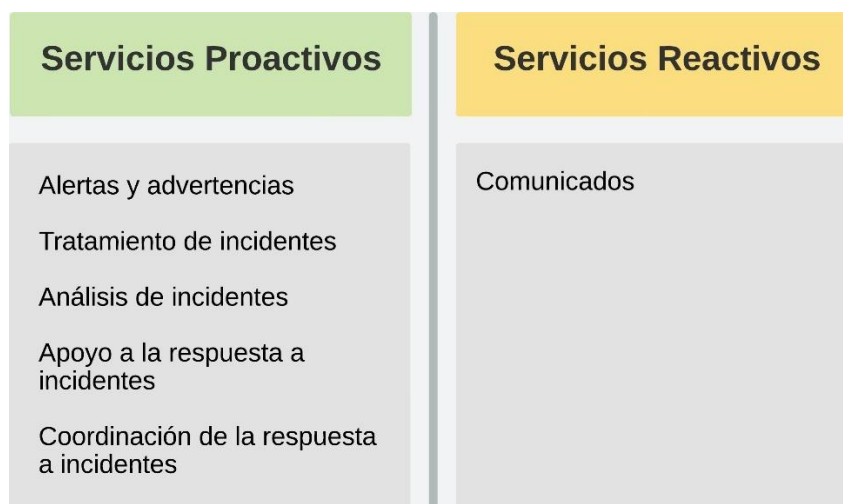 Servicios Proactivos
Alertas y advertencias
Tratamiento de incidentes
Análisis de incidentes
Apoyo a la respuesta a
incidentes
Coordinación de la respuesta
a incidentes
Servicios Reactivos
Comunicados